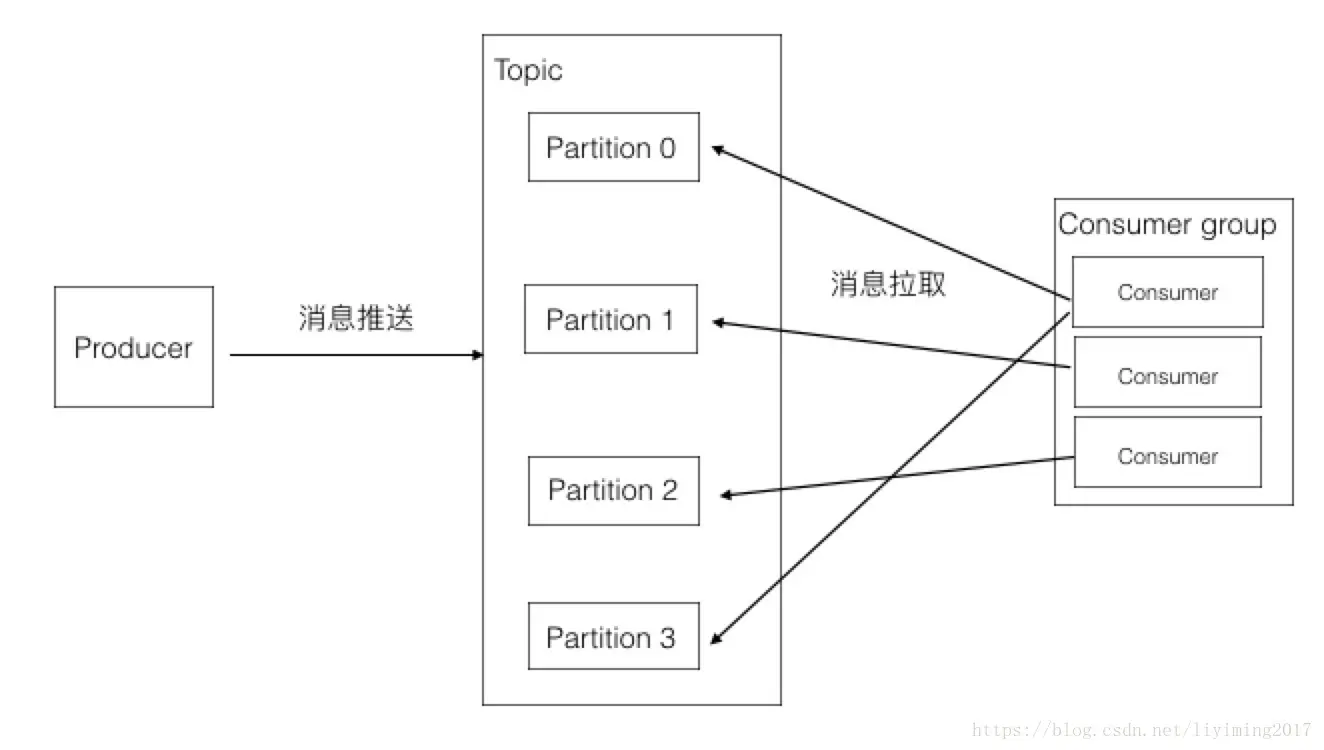 Topic
Partition 0
Consumer group
消息拉取
Consumer
消息推送
Partition 1
Producer
Consumer
Consumer
Partition 2
Partition 3
https://blog.csdn.net/liyiming2017